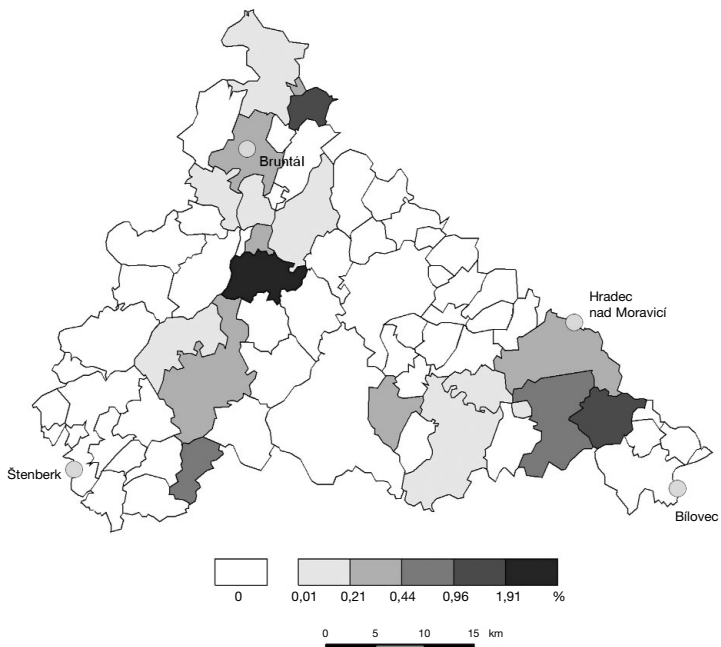 Bruntál
Hradec
nad Moravicí
Štenberk
Bílovec
0 0,01 0,21 0,44 0,96 1,91 %
0 5 10 15 km